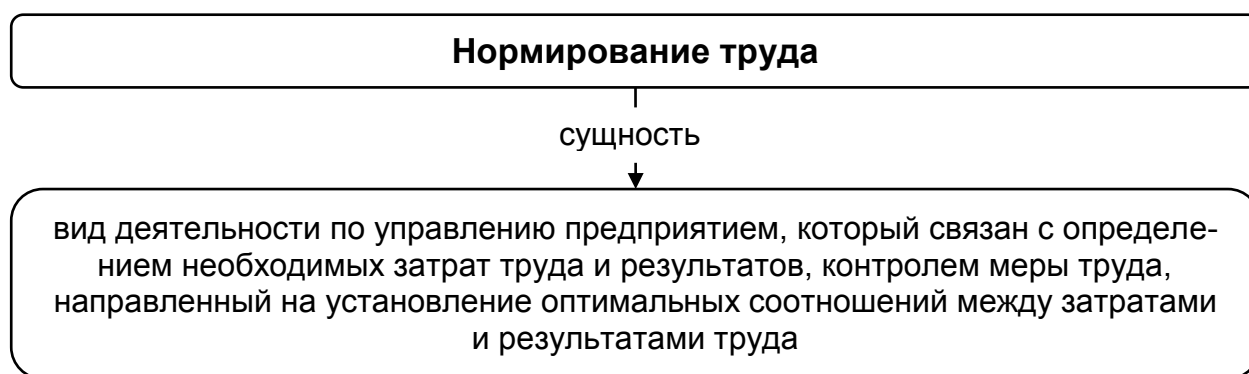 Нормирование труда
сущность
вид деятельности по управлению предприятием, который связан с определе-
нием необходимых затрат труда и результатов, контролем меры труда,
направленный на установление оптимальных соотношений между затратами
и результатами труда